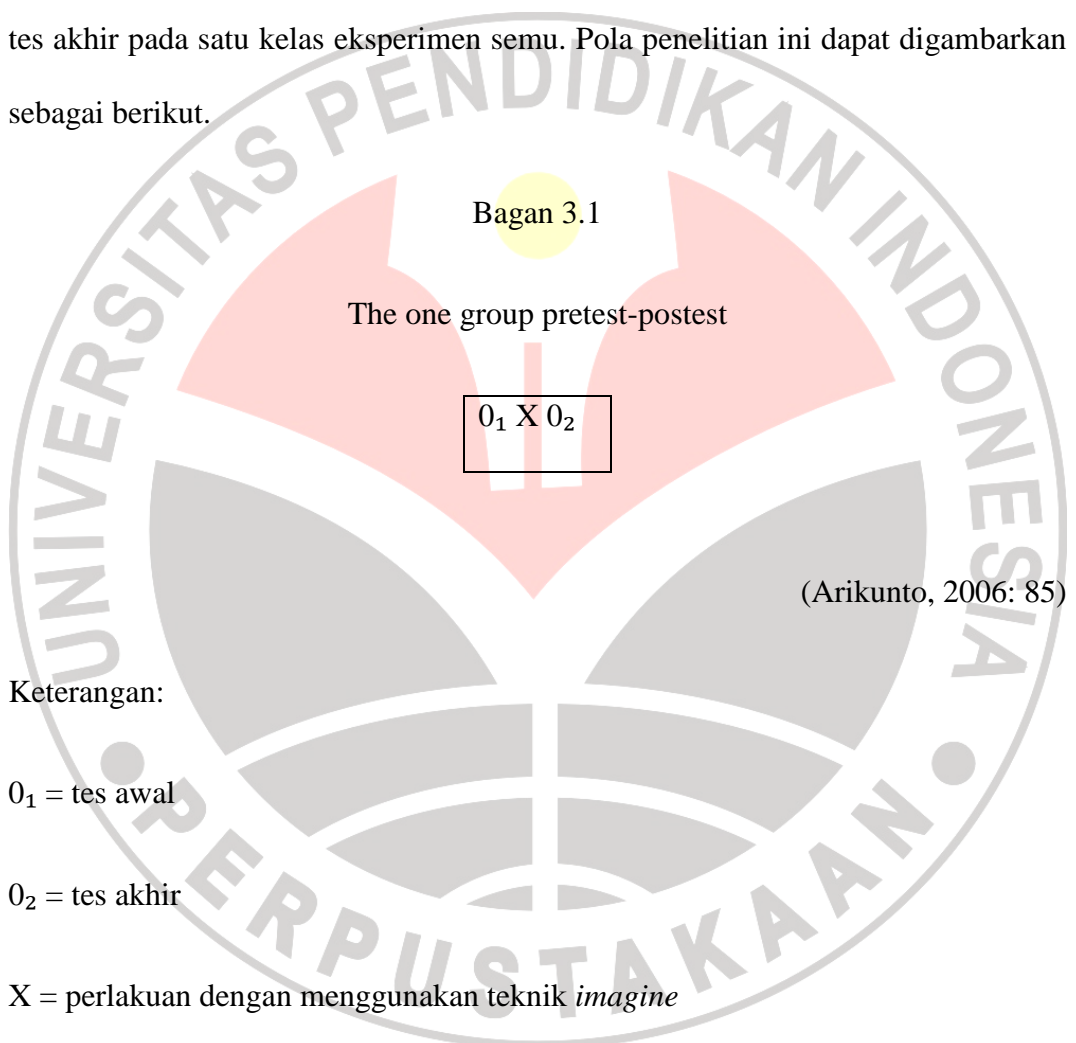 tes akhir pada satu kelas eksperimen semu. Pola penelitian ini dapat digambarkan
sebagai berikut.
Bagan 3.1
The one group pretest-postest
0₁ X 0₂
(Arikunto, 2006: 85)
Keterangan:
0₁ = tes awal
0₂ = tes akhir
X = perlakuan dengan menggunakan teknik imagine
UNIVERSITAS PENDIDIKAN INDONESIA
PERPUSTAKAAN